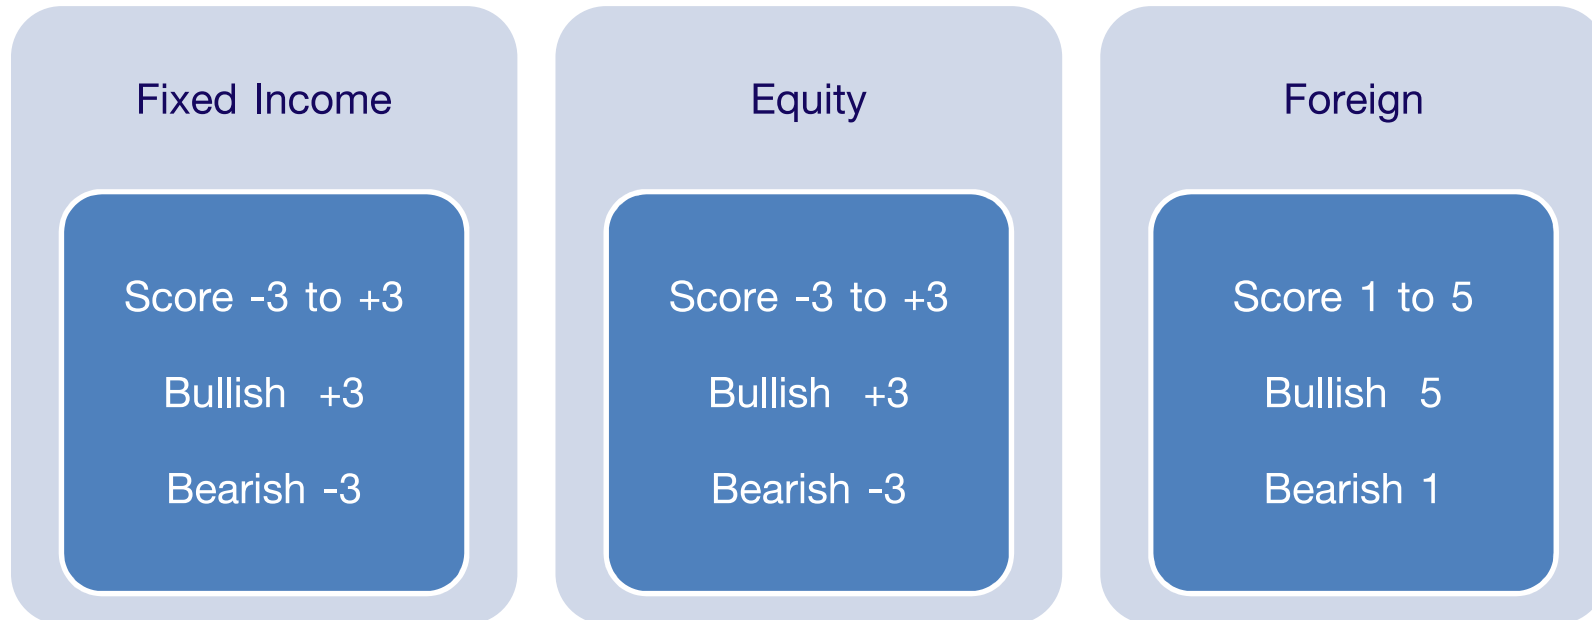 Fixed Income
Score -3 to +3
Bullish +3
Bearish -3
Equity
Score -3 to +3
Bullish +3
Bearish -3
Foreign
Score 1 to 5
Bullish 5
Bearish 1